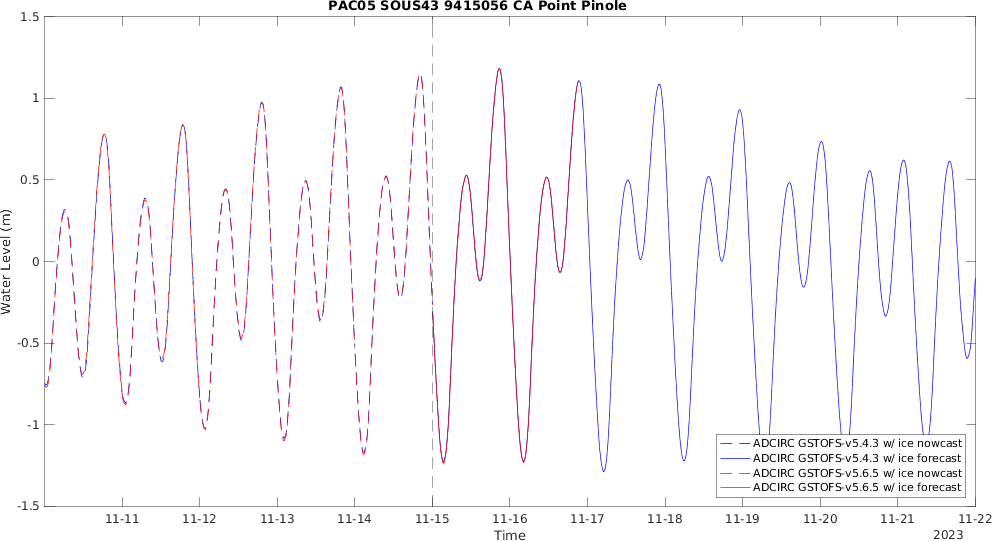 PAC05 SOUS43 9415056 CA Point Pinole
1.5
1
0.5
0
-0.5
-1
-1.5
Water Level (m)
ADCIRC GSTOFS-v5.4.3 w/ ice nowcast
ADCIRC GSTOFS-v5.4.3 w/ ice forecast
ADCIRC GSTOFS-v5.6.5 w/ ice nowcast
ADCIRC GSTOFS-v5.6.5 w/ ice forecast
11-11 11-12 11-13 11-14 11-15 11-16 11-17 11-18 11-19 11-20 11-21 11-22
Time
2023